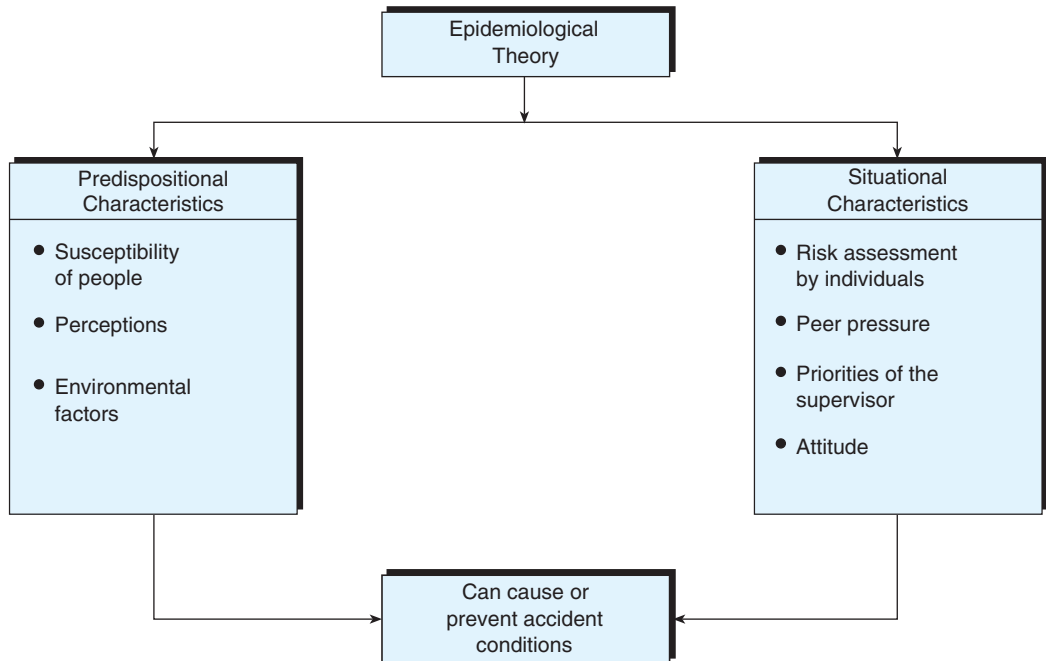 Epidemiological
Theory
Predispositional
Characteristics
● Susceptibility
of people
● Perceptions
● Environmental
factors
Situational
Characteristics
● Risk assessment
by individuals
● Peer pressure
● Priorities of the
supervisor
● Attitude
Can cause or
prevent accident
conditions